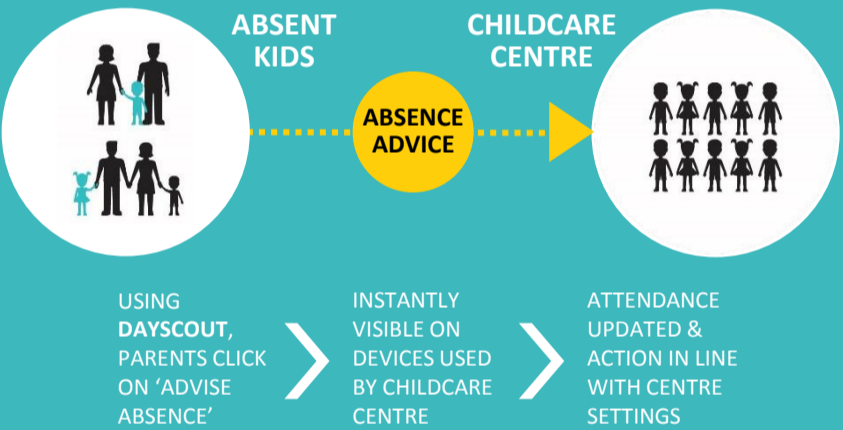 ABSENT
KIDS
CHILDCARE
CENTRE
ABSENCE
ADVICE
USING
DAYSCOUT,
PARENTS CLICK
ON ‘ADVISE
ABSENCE’
INSTANTLY
VISIBLE ON
DEVICES USED
BY CHILDCARE
CENTRE
ATTENDANCE
UPDATED &
ACTION IN LINE
WITH CENTRE
SETTINGS